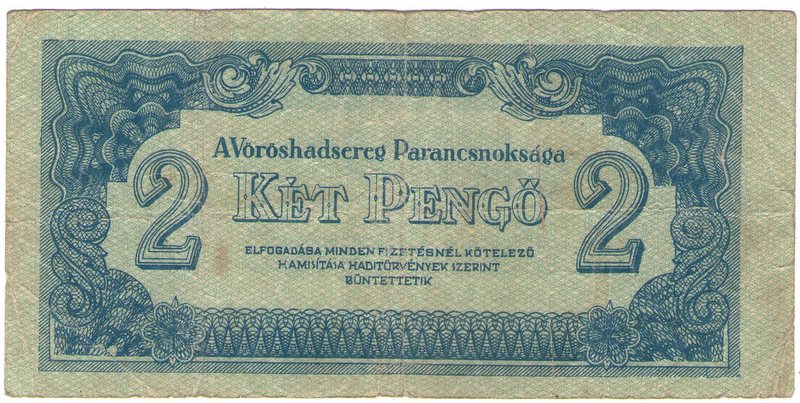 A Vöröshadsereg Parancsnoksága
2 KÉT PENGŐ 2
ELFOGADÁSA MINDEN FIZETÉSNÉL KÖTELEZŐ
HAMISÍTÁSA HADITÖRVÉNYEK SZERINT
BÜNTETTETIK